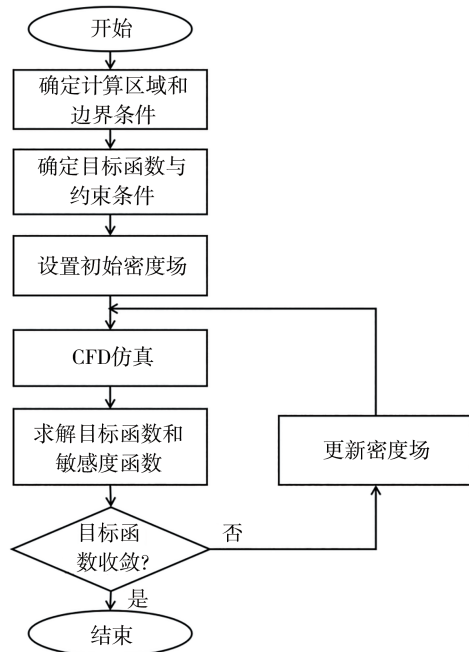 开始
确定计算区域和
边界条件
确定目标函数与
约束条件
设置初始密度场
CFD仿真
求解目标函数和
敏感度函数
更新密度场
目标函
数收敛?
否
是
结束